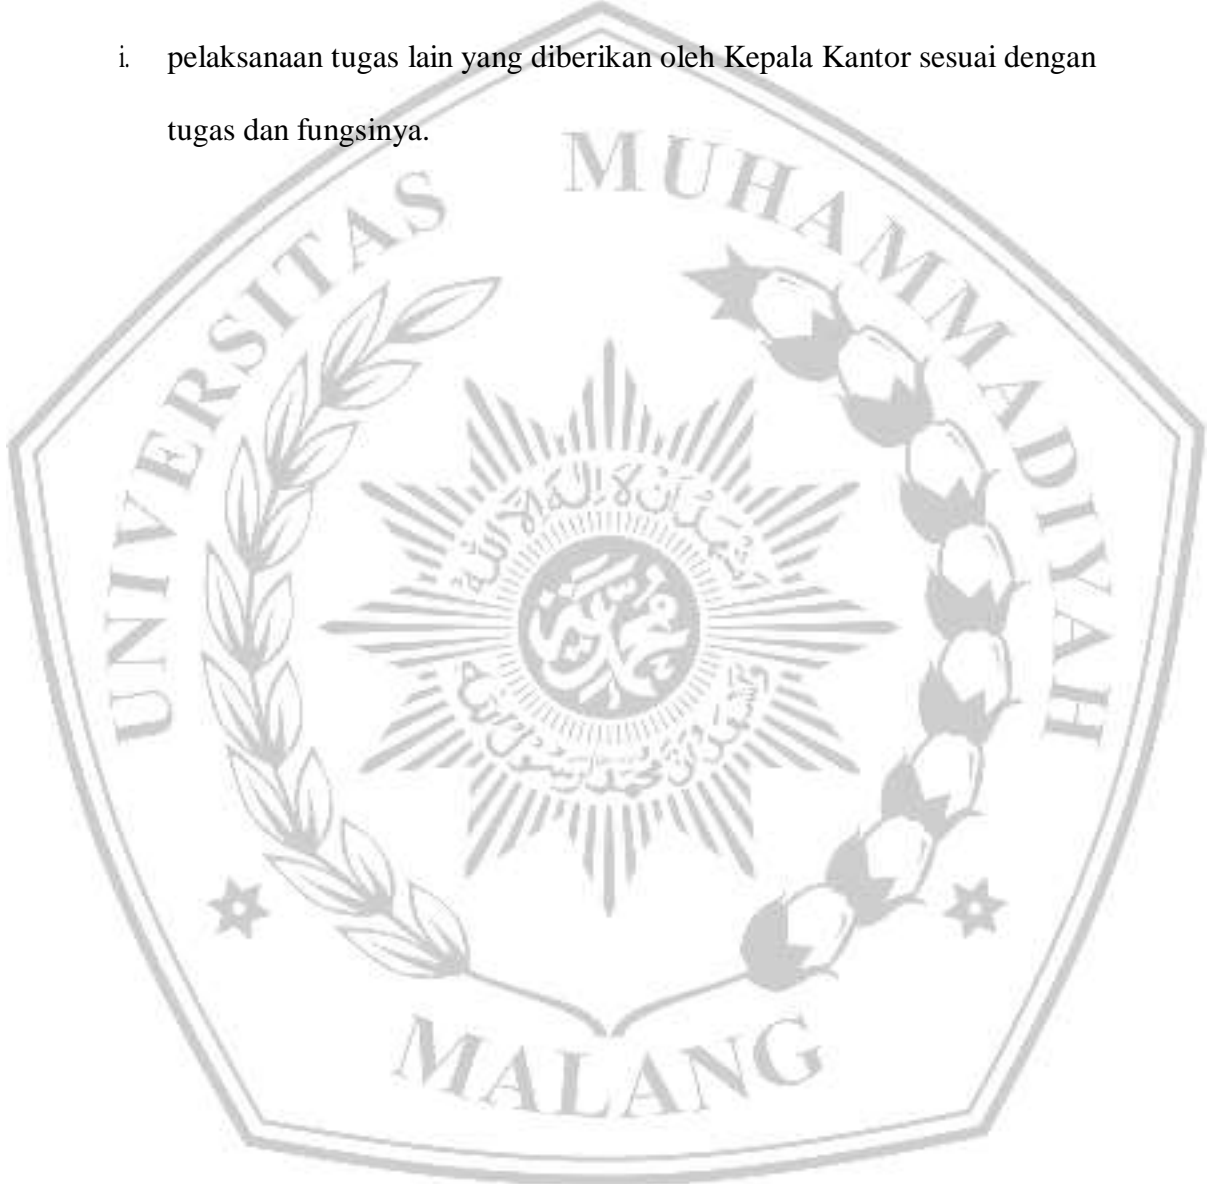 i. pelaksanaan tugas lain yang diberikan oleh Kepala Kantor sesuai dengan
tugas dan fungsinya.
UNIVERSITAS MUHAMMADIYAH
MALANG